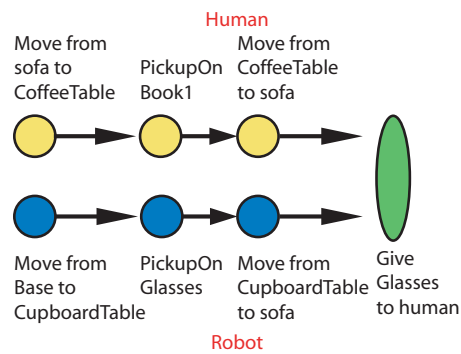 Human
Move from
sofa to
CoffeeTable
PickupOn
Book1
Move from
CoffeeTable
to sofa
Move from
Base to
CupboardTable
PickupOn
Glasses
Move from
CupboardTable
to sofa
Give
Glasses
to human
Robot